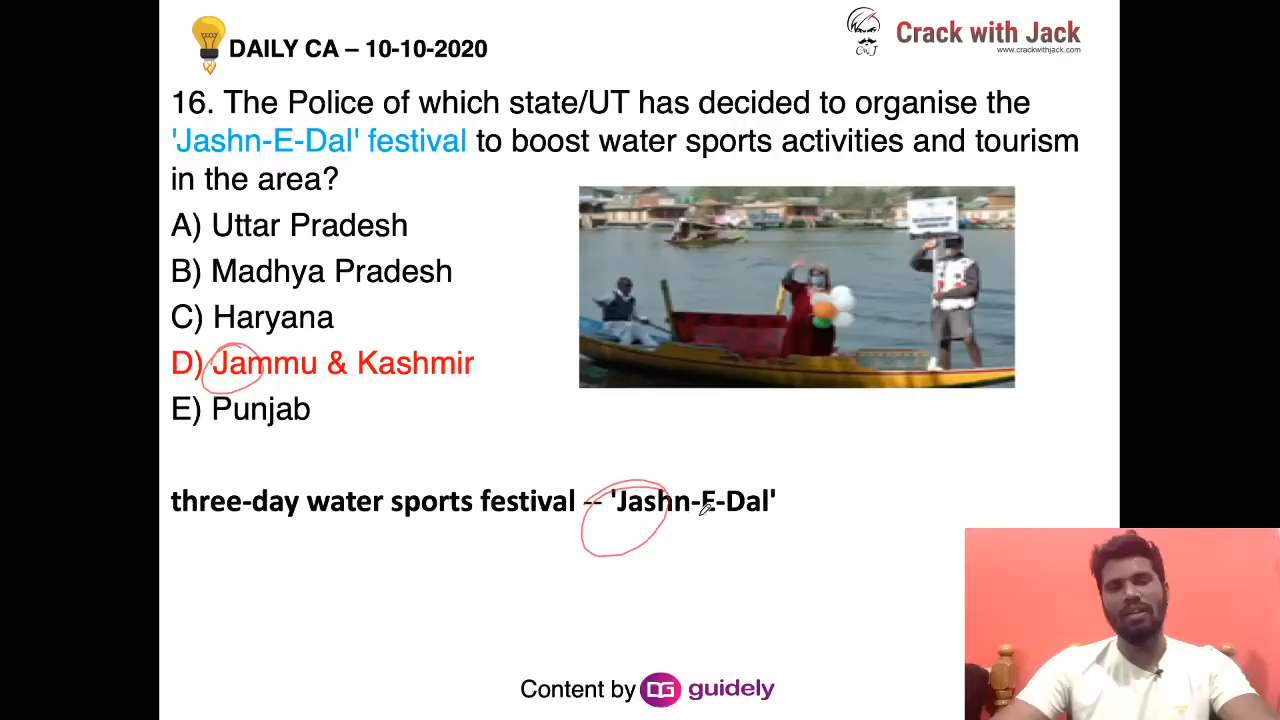 DAILY CA – 10-10-2020
Crack with Jack
www.crackwithjack.com
CwJ
16. The Police of which state/UT has decided to organise the
'Jashn-E-Dal' festival to boost water sports activities and tourism
in the area?
A) Uttar Pradesh
B) Madhya Pradesh
C) Haryana
D) Jammu & Kashmir
E) Punjab
three-day water sports festival -- 'Jashn-E-Dal'
Content by guidely